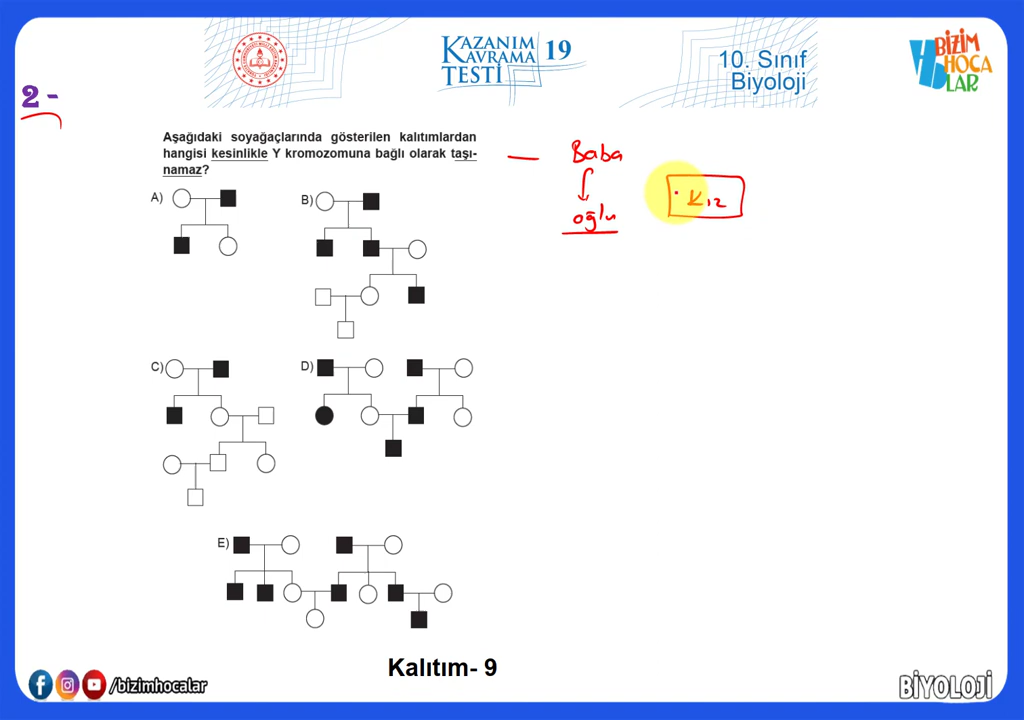 KAZANIM
KAVRAMA
TESTİ
19
10. Sınıf
Biyoloji
BİZİM
HOCA
LAR
2 -
Aşağıdaki soyağaçlarında gösterilen kalıtımlardan
hangisi kesinlikle Y kromozomuna bağlı olarak taşı-
namaz?
Baba
oğlu
Kız
A)
B)
C)
D)
E)
Kalıtım- 9
/bizimhocalar
BİYOLOJİ